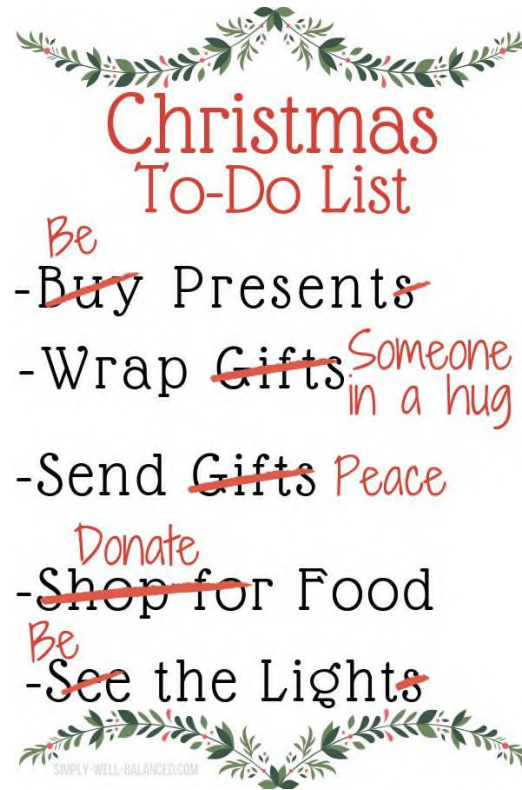 Christmas
To-Do List
Be
-Buy Presents
-Wrap Gifts Someone
in a hug
-Send Gifts Peace
Donate
-Shop for Food
Be
-See the Lights
SIMPLY-WELL-BALANCED.COM